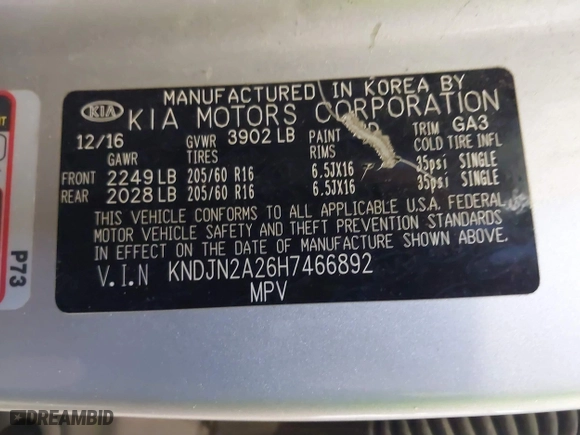 MANUFACTURED IN KOREA BY
KIA KIA MOTORS CORPORATION
12/16 GVWR 3902 LB PAINT TRIM GA3
GAWR TIRES RIMS COLD TIRE INFL
FRONT 2249 LB 205/60 R16 6.5JX16 35psi SINGLE
REAR 2028 LB 205/60 R16 6.5JX16 35psi SINGLE
THIS VEHICLE CONFORMS TO ALL APPLICABLE U.S.A. FEDERAL
MOTOR VEHICLE SAFETY AND THEFT PREVENTION STANDARDS
IN EFFECT ON THE DATE OF MANUFACTURE SHOWN ABOVE.
V.I.N KNDJN2A26H7466892
MPV
P73
DREAMBID